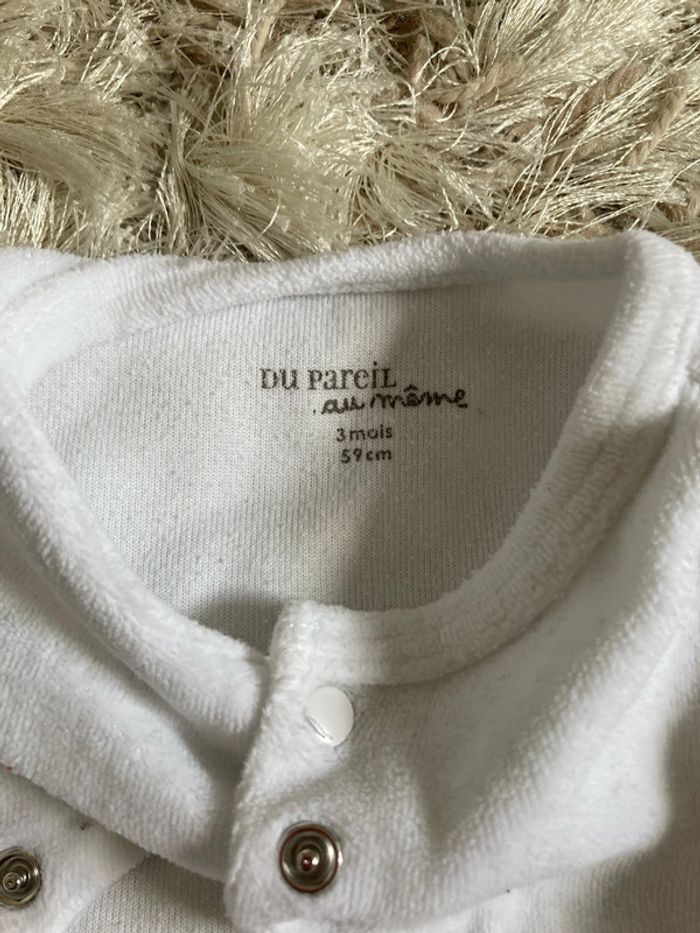 DU PAREIL
au même
3 mois
59 cm